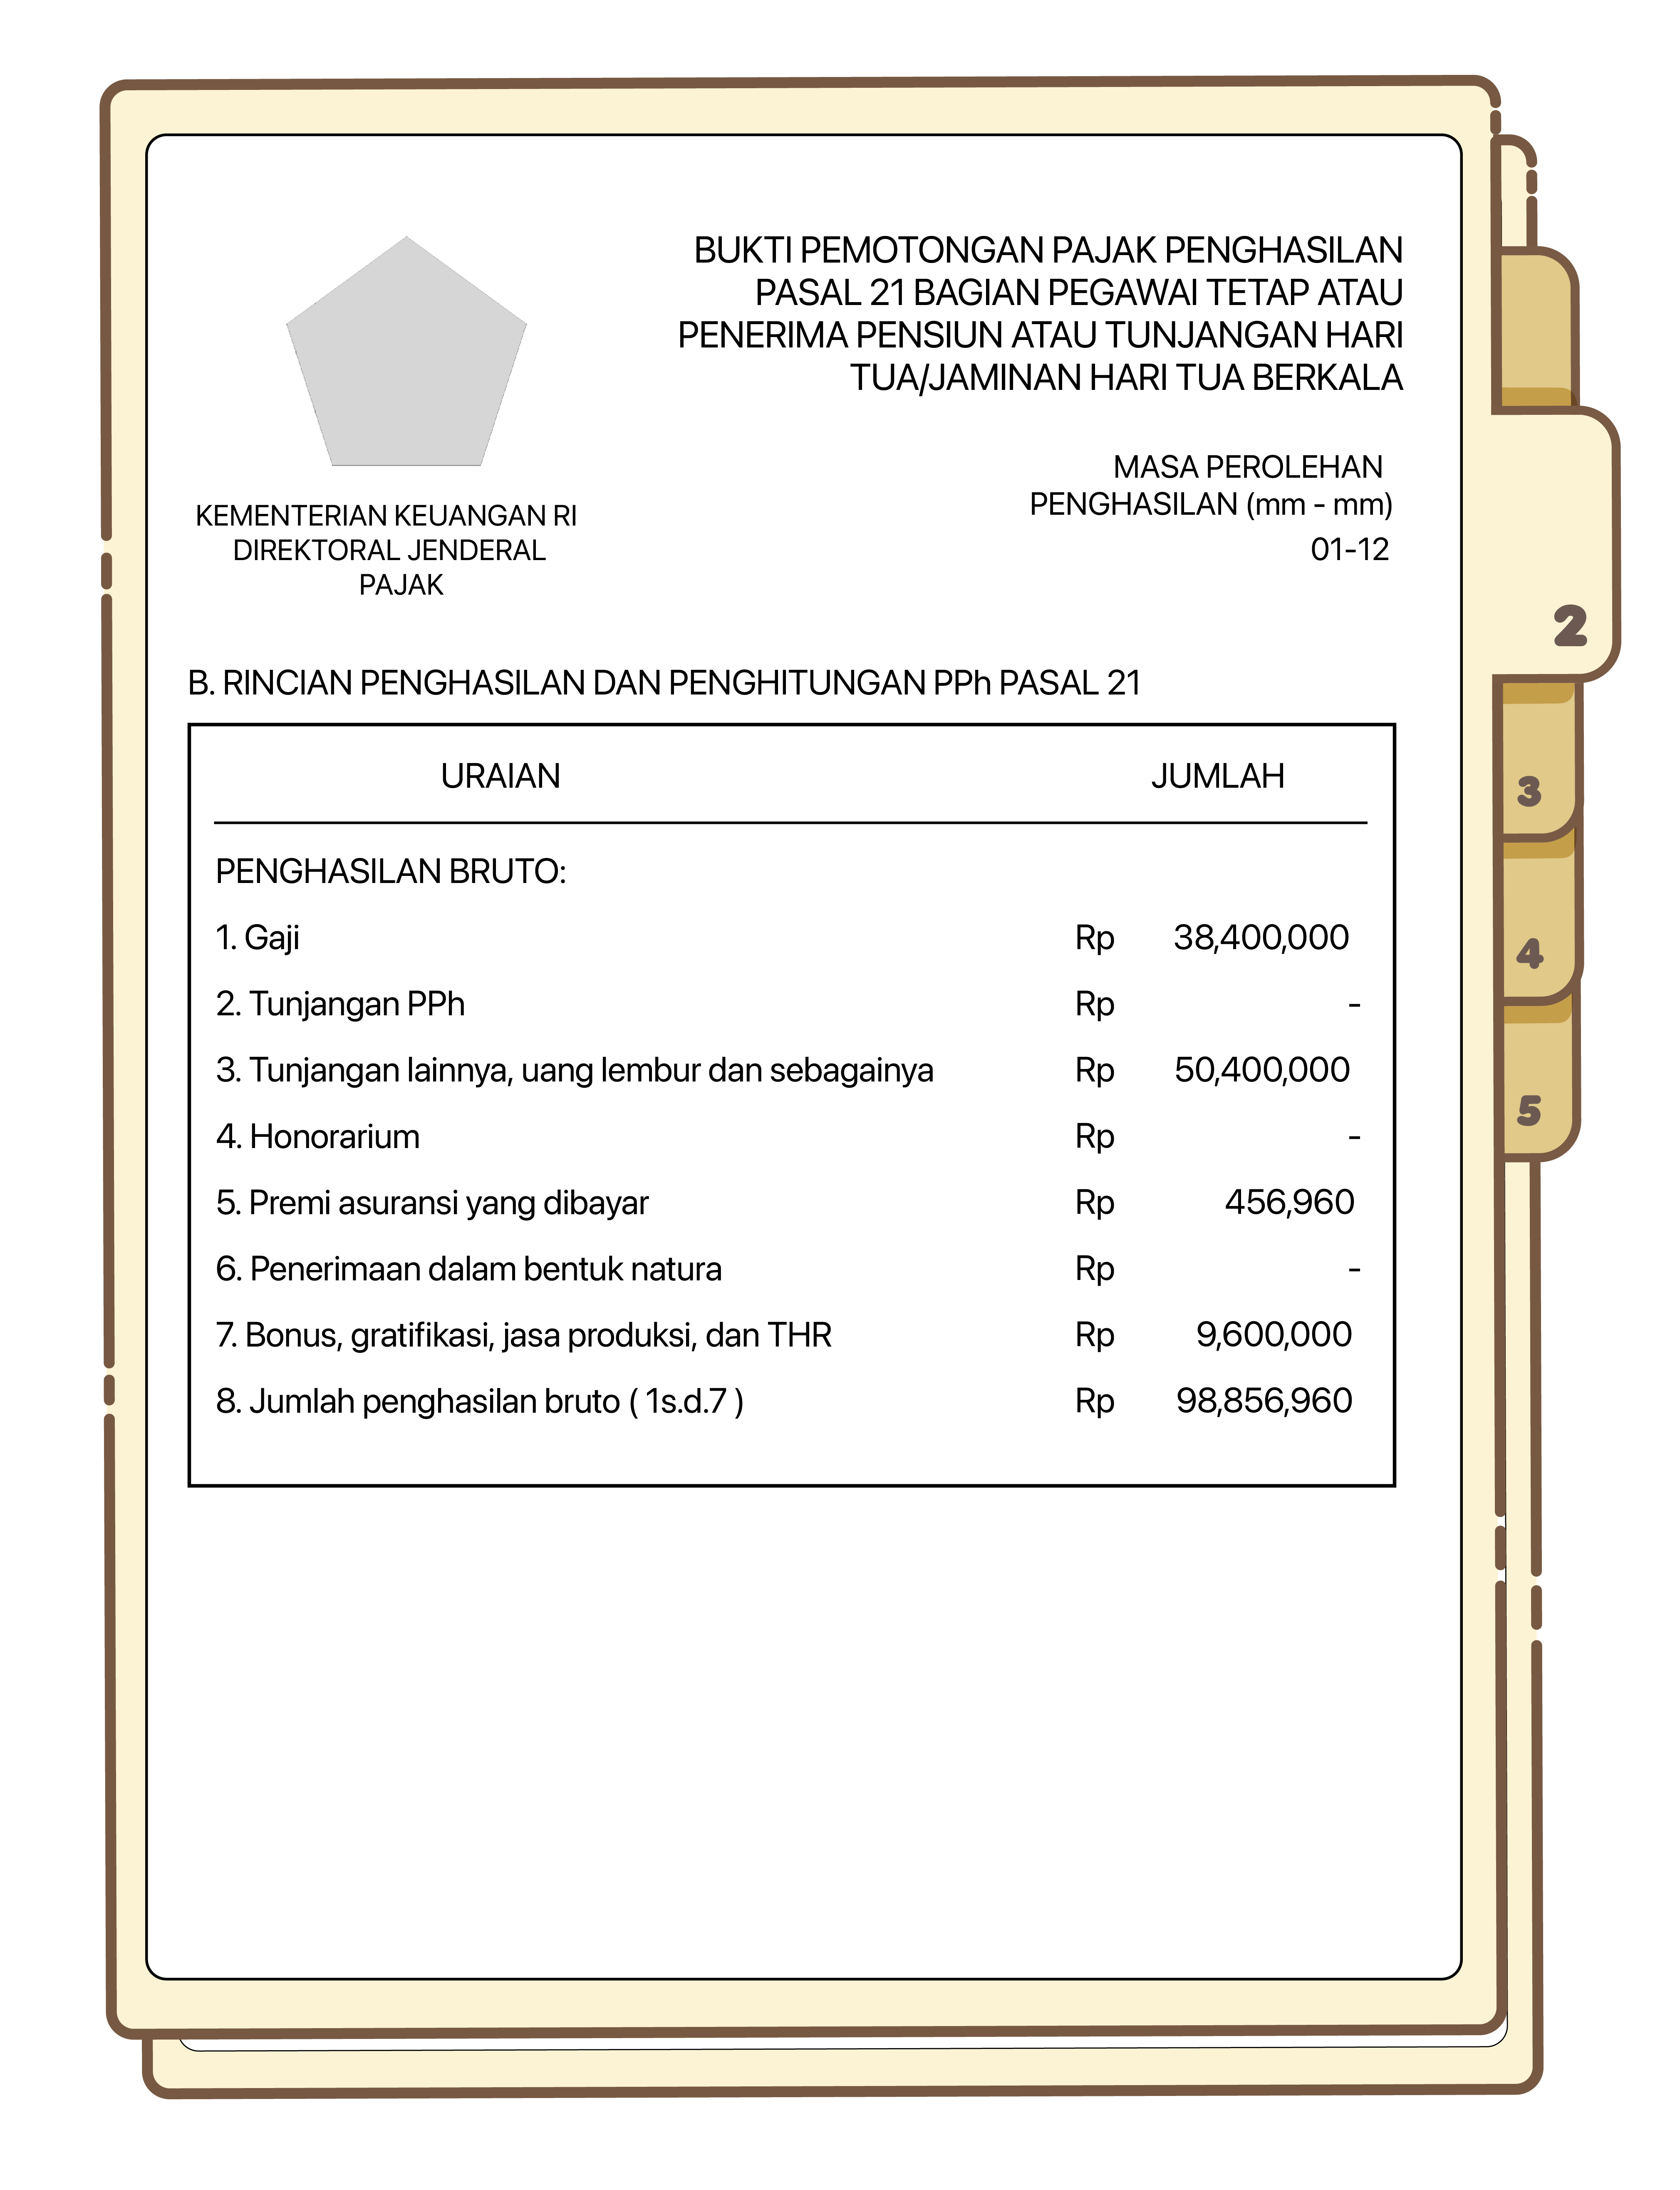 BUKTI PEMOTONGAN PAJAK PENGHASILAN
PASAL 21 BAGIAN PEGAWAI TETAP ATAU
PENERIMA PENSIUN ATAU TUNJANGAN HARI
TUA/JAMINAN HARI TUA BERKALA
MASA PEROLEHAN
PENGHASILAN (mm - mm)
01-12
KEMENTERIAN KEUANGAN RI
DIREKTORAL JENDERAL
PAJAK
B. RINCIAN PENGHASILAN DAN PENGHITUNGAN PPh PASAL 21
URAIAN JUMLAH
PENGHASILAN BRUTO:
1. Gaji Rp 38,400,000
2. Tunjangan PPh Rp -
3. Tunjangan lainnya, uang lembur dan sebagainya Rp 50,400,000
4. Honorarium Rp -
5. Premi asuransi yang dibayar Rp 456,960
6. Penerimaan dalam bentuk natura Rp -
7. Bonus, gratifikasi, jasa produksi, dan THR Rp 9,600,000
8. Jumlah penghasilan bruto ( 1s.d.7 ) Rp 98,856,960
2
3
4
5